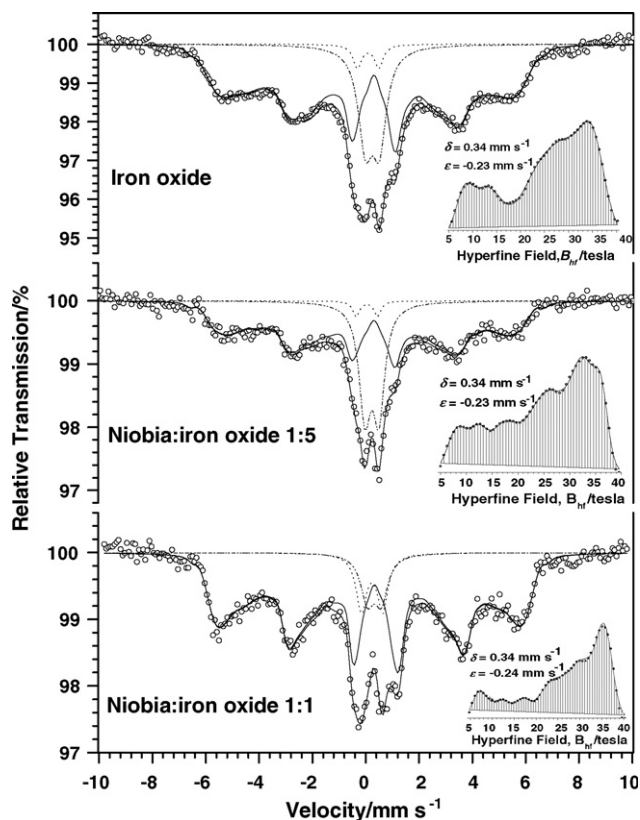 Relative Transmission/%
100
99
98
97
96
95
Iron oxide
δ = 0.34 mm s⁻¹
ε = -0.23 mm s⁻¹
5 10 15 20 25 30 35 40
Hyperfine Field,Bhf/tesla
100
99
98
97
Niobia:iron oxide 1:5
δ = 0.34 mm s⁻¹
ε = -0.23 mm s⁻¹
5 10 15 20 25 30 35 40
Hyperfine Field, Bhf/tesla
100
99
98
97
Niobia:iron oxide 1:1
δ = 0.34 mm s⁻¹
ε = -0.24 mm s⁻¹
5 10 15 20 25 30 35 40
Hyperfine Field, Bhf/tesla
-10 -8 -6 -4 -2 0 2 4 6 8 10
Velocity/mm s⁻¹